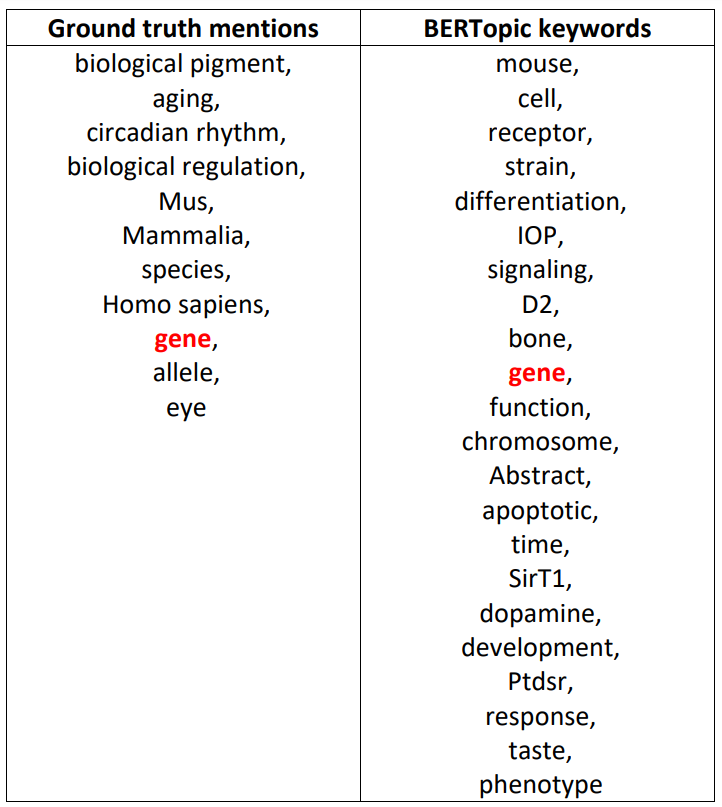 Ground truth mentions
biological pigment,
aging,
circadian rhythm,
biological regulation,
Mus,
Mammalia,
species,
Homo sapiens,
gene,
allele,
eye
BERTopic keywords
mouse,
cell,
receptor,
strain,
differentiation,
IOP,
signaling,
D2,
bone,
gene,
function,
chromosome,
Abstract,
apoptotic,
time,
SirT1,
dopamine,
development,
Ptdsr,
response,
taste,
phenotype